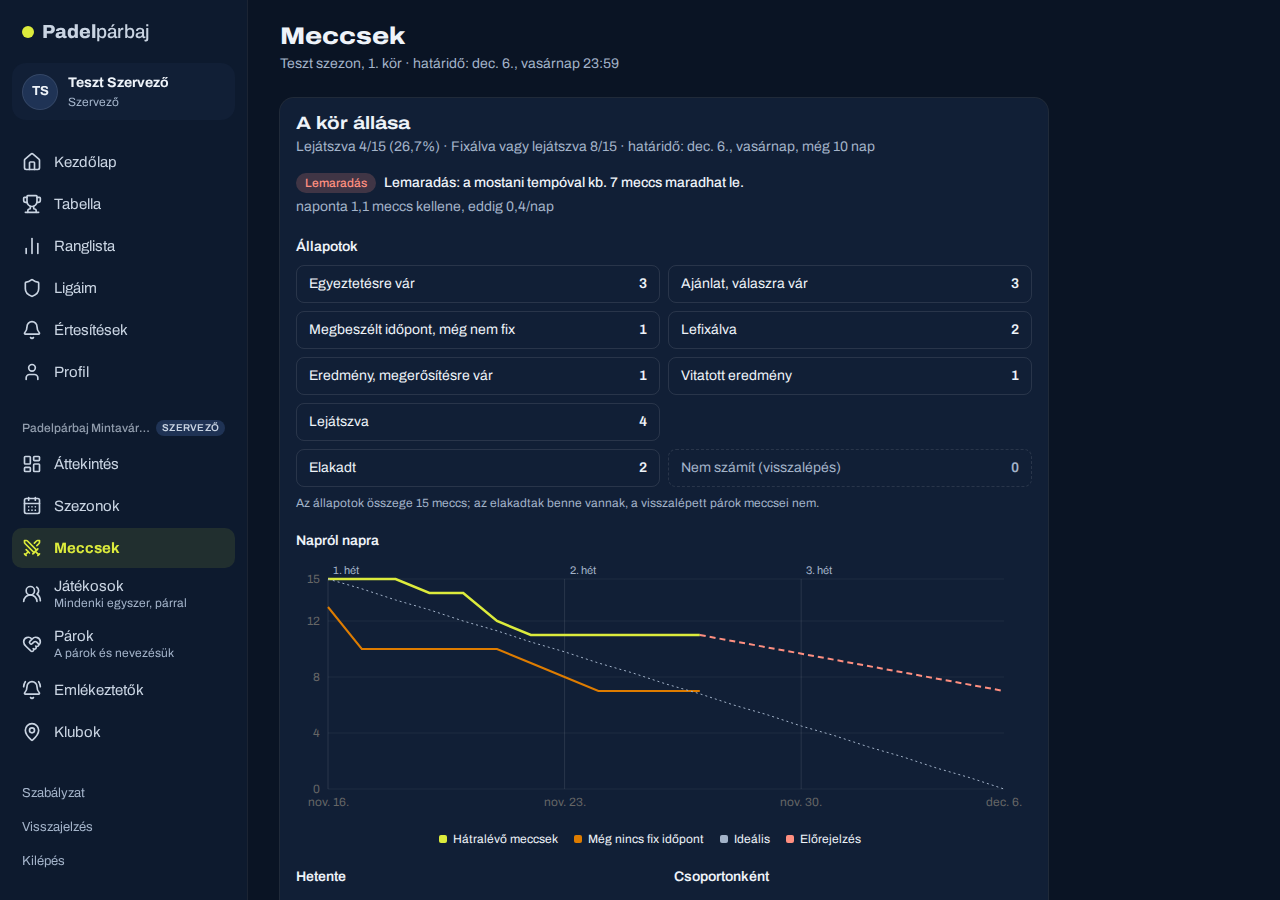 Padelpárbaj
TS
Teszt Szervező
Szervező
Kezdőlap
Tabella
Ranglista
Ligáim
Értesítések
Profil
Padelpárbaj Mintavár...
SZERVEZŐ
Áttekintés
Szezonok
Meccsek
Játékosok
Mindenki egyszer, párral
Párok
A párok és nevezésük
Emlékeztetők
Klubok
Szabályzat
Visszajelzés
Kilépés
Meccsek
Teszt szezon, 1. kör · határidő: dec. 6., vasárnap 23:59
A kör állása
Lejátszva 4/15 (26,7%) · Fixálva vagy lejátszva 8/15 · határidő: dec. 6., vasárnap, még 10 nap
Lemaradás Lemaradás: a mostani tempóval kb. 7 meccs maradhat le.
naponta 1,1 meccs kellene, eddig 0,4/nap
Állapotok
Egyeztetésre vár 3
Ajánlat, válaszra vár 3
Megbeszélt időpont, még nem fix 1
Lefixálva 2
Eredmény, megerősítésre vár 1
Vitatott eredmény 1
Lejátszva 4
Elakadt 2
Nem számít (visszalépés) 0
Az állapotok összege 15 meccs; az elakadtak benne vannak, a visszalépett párok meccsei nem.
Napról napra
1. hét 2. hét 3. hét
15
12
8
4
0
nov. 16. nov. 23. nov. 30. dec. 6.
Hátralévő meccsek Még nincs fix időpont Ideális Előrejelzés
Hetente Csoportonként